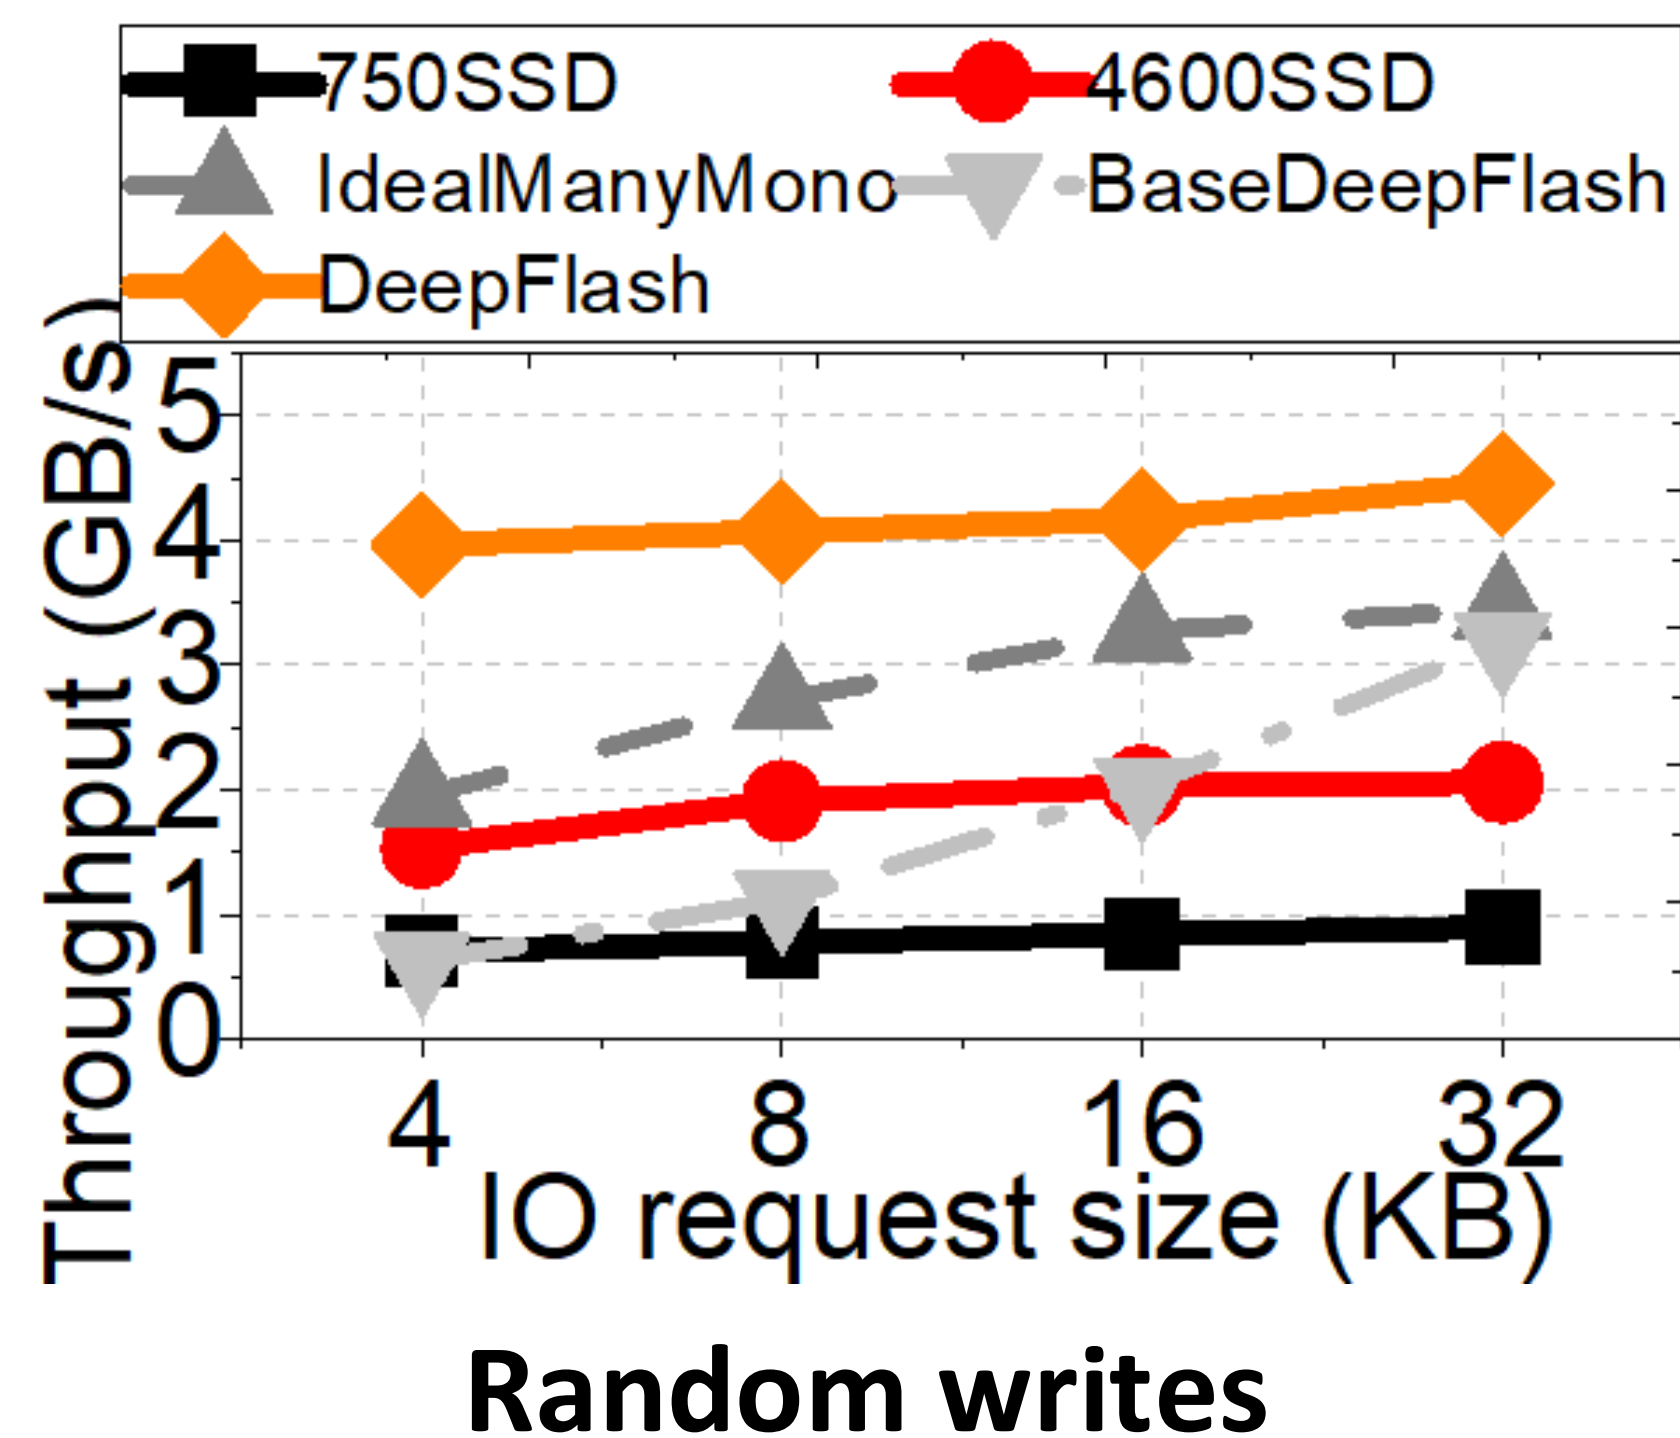 750SSD 4600SSD
IdealManyMono BaseDeepFlash
DeepFlash
Throughput (GB/s)
5
4
3
2
1
0
4 8 16 32
IO request size (KB)
Random writes